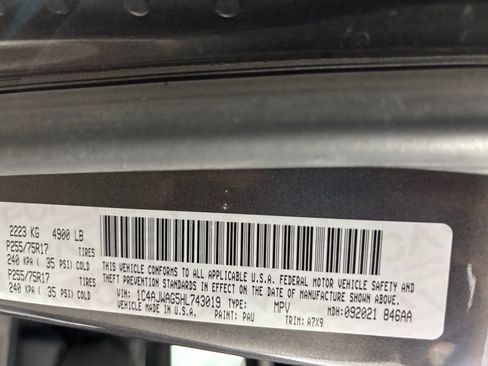 2223 KG 4900 LB
P255/75R17 TIRES
240 KPA ( 35 PSI) COLD
P255/75R17 TIRES
240 KPA ( 35 PSI) COLD
THIS VEHICLE CONFORMS TO ALL APPLICABLE U.S.A. FEDERAL MOTOR VEHICLE SAFETY AND
THEFT PREVENTION STANDARDS IN EFFECT ON THE DATE OF MANUFACTURE SHOWN ABOVE.
VIN: 1C4AJWAG5HL743019 TYPE: MPV MDH: 092021 846AA
VEHICLE MADE IN U.S.A. PAINT: PAU TRIM: A7X9